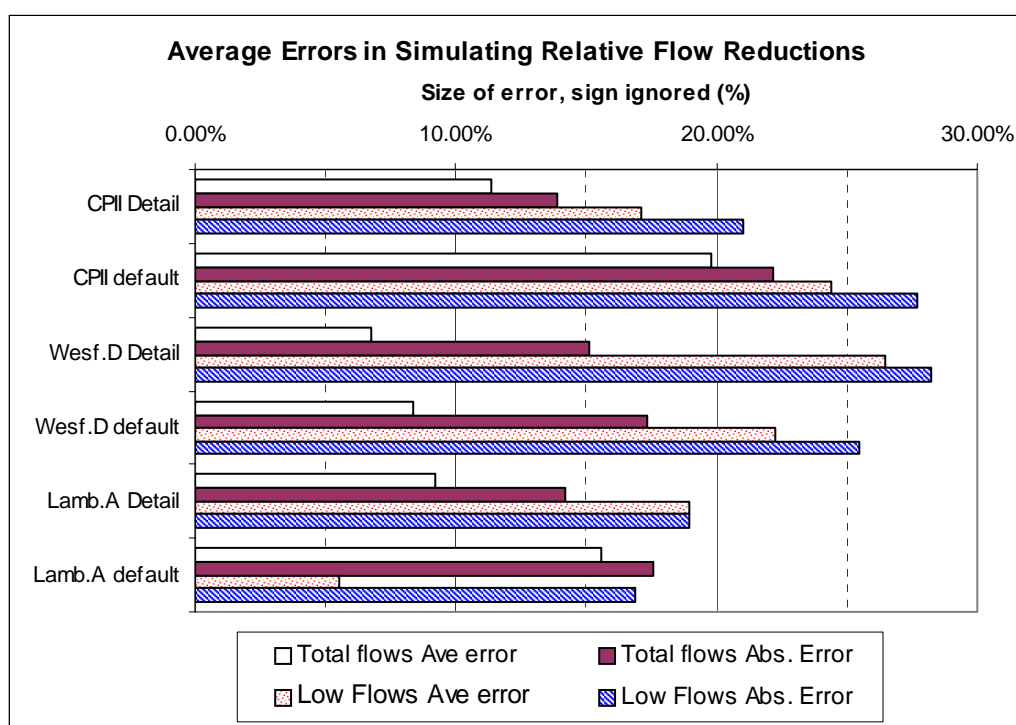 Average Errors in Simulating Relative Flow Reductions
Size of error, sign ignored (%)
0.00% 10.00% 20.00% 30.00%
CPII Detail
CPII default
Wesf.D Detail
Wesf.D default
Lamb.A Detail
Lamb.A default
Total flows Ave error Total flows Abs. Error
Low Flows Ave error Low Flows Abs. Error